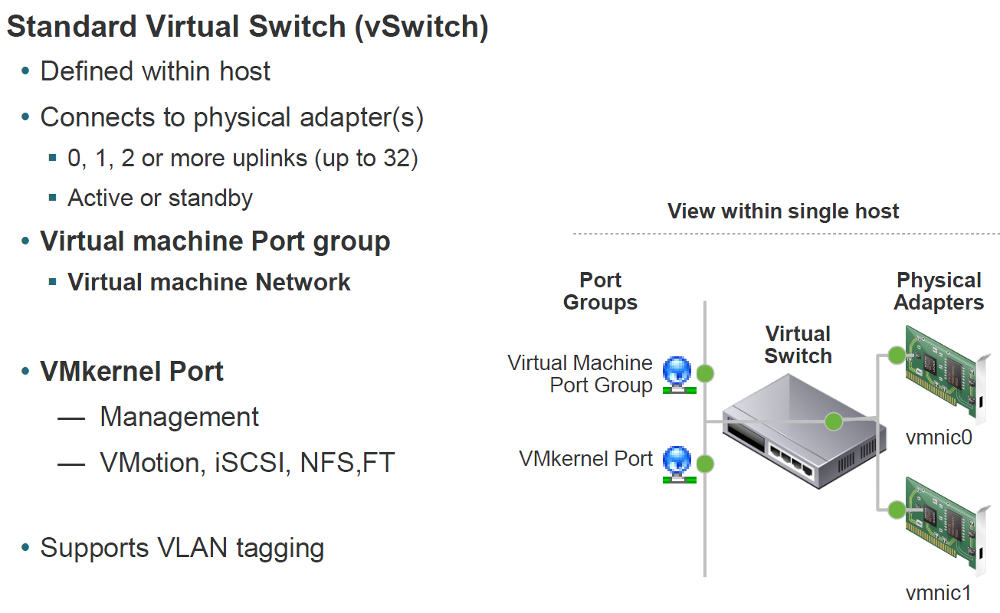 Standard Virtual Switch (vSwitch)
• Defined within host
• Connects to physical adapter(s)
▪ 0, 1, 2 or more uplinks (up to 32)
▪ Active or standby
• Virtual machine Port group
▪ Virtual machine Network
• VMkernel Port
— Management
— VMotion, iSCSI, NFS,FT
• Supports VLAN tagging
View within single host
Port
Groups
Virtual Machine
Port Group
VMkernel Port
Virtual
Switch
Physical
Adapters
vmnic0
vmnic1